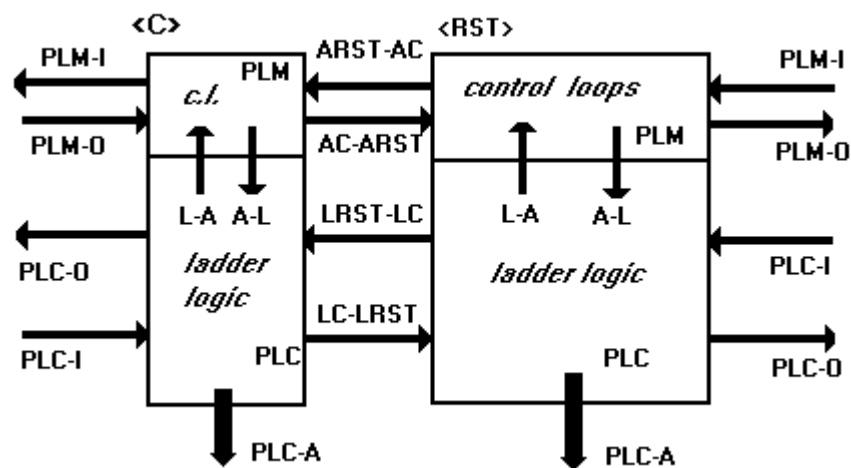 <C>
<RST>
PLM-I
PLM
ARST-AC
PLM-I
c.l.
control loops
PLM-O
AC-ARST
PLM
PLM-O
L-A A-L
LRST-LC
L-A
A-L
PLC-O
ladder
logic
ladder logic
PLC-I
LC-LRST
PLC-I
PLC
PLC
PLC-O
PLC-A
PLC-A